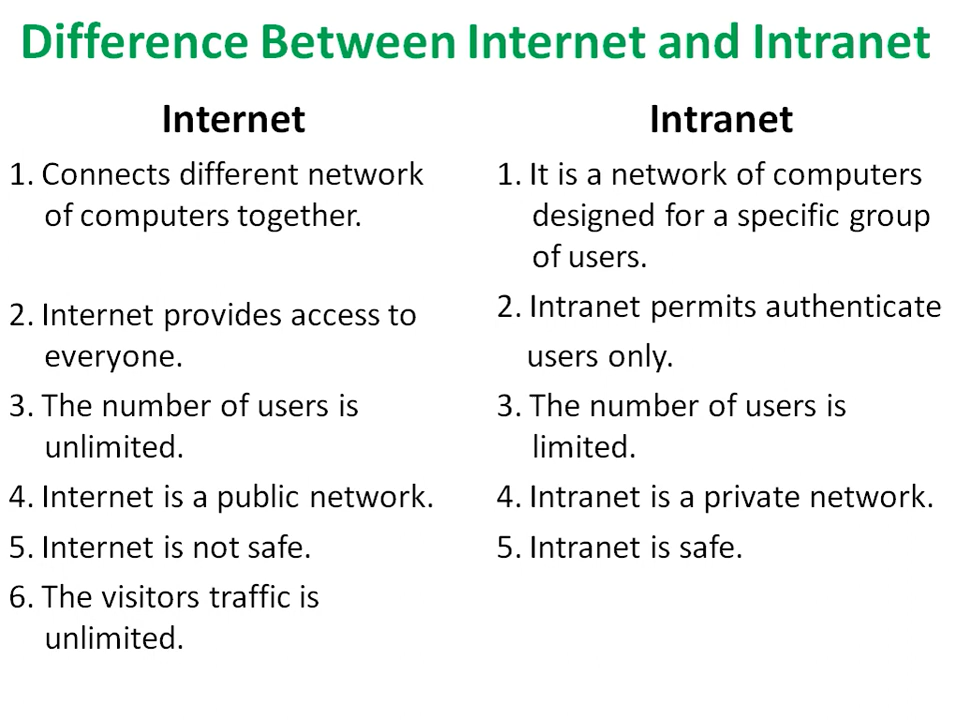 Difference Between Internet and Intranet
Internet
1. Connects different network
of computers together.
2. Internet provides access to
everyone.
3. The number of users is
unlimited.
4. Internet is a public network.
5. Internet is not safe.
6. The visitors traffic is
unlimited.
Intranet
1. It is a network of computers
designed for a specific group
of users.
2. Intranet permits authenticate
users only.
3. The number of users is
limited.
4. Intranet is a private network.
5. Intranet is safe.